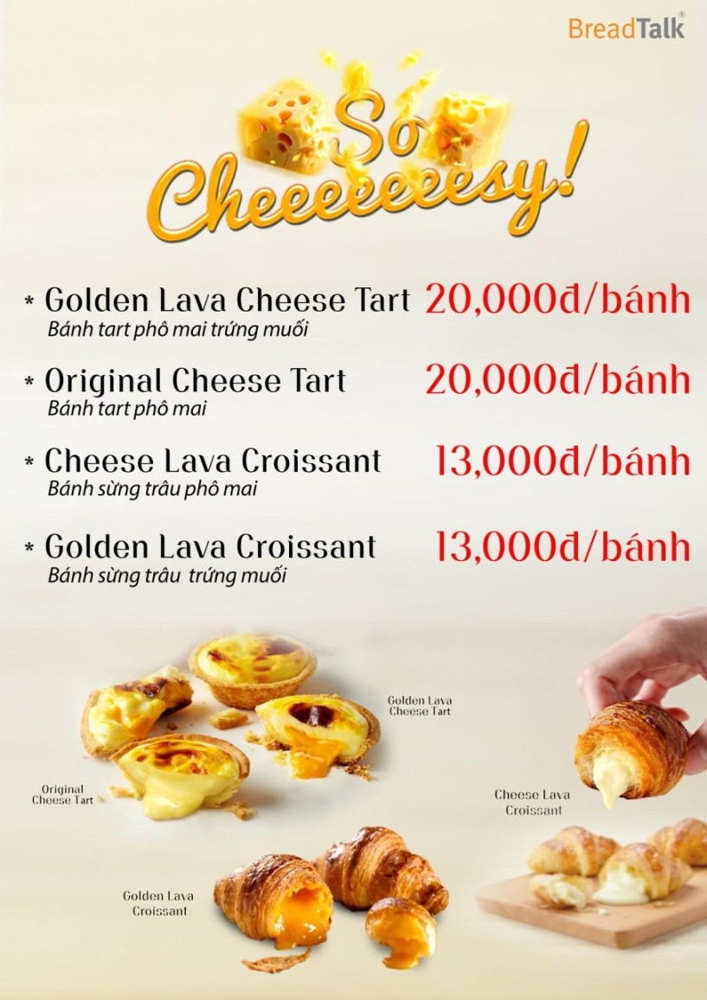 BreadTalk®
So
Cheeeeeeesy!
* Golden Lava Cheese Tart 20,000đ/bánh
Bánh tart phô mai trứng muối
* Original Cheese Tart 20,000đ/bánh
Bánh tart phô mai
* Cheese Lava Croissant 13,000đ/bánh
Bánh sừng trâu phô mai
* Golden Lava Croissant 13,000đ/bánh
Bánh sừng trâu trứng muối
Golden Lava
Cheese Tart
Original
Cheese Tart
Cheese Lava
Croissant
Golden Lava
Croissant